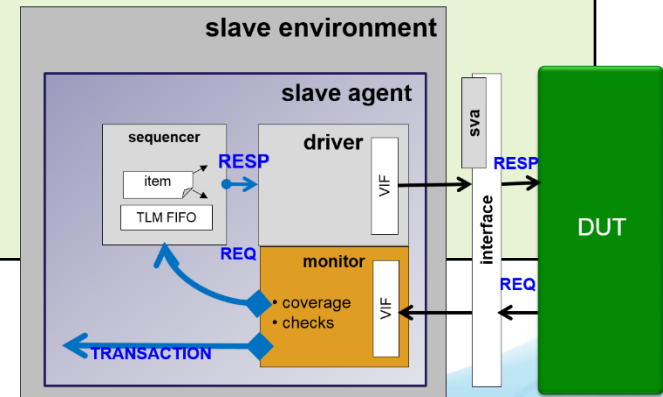 slave environment
slave agent
sequencer
item
TLM FIFO
RESP
driver
VIF
sva
interface
RESP
DUT
REQ
monitor
• coverage
• checks
VIF
REQ
TRANSACTION